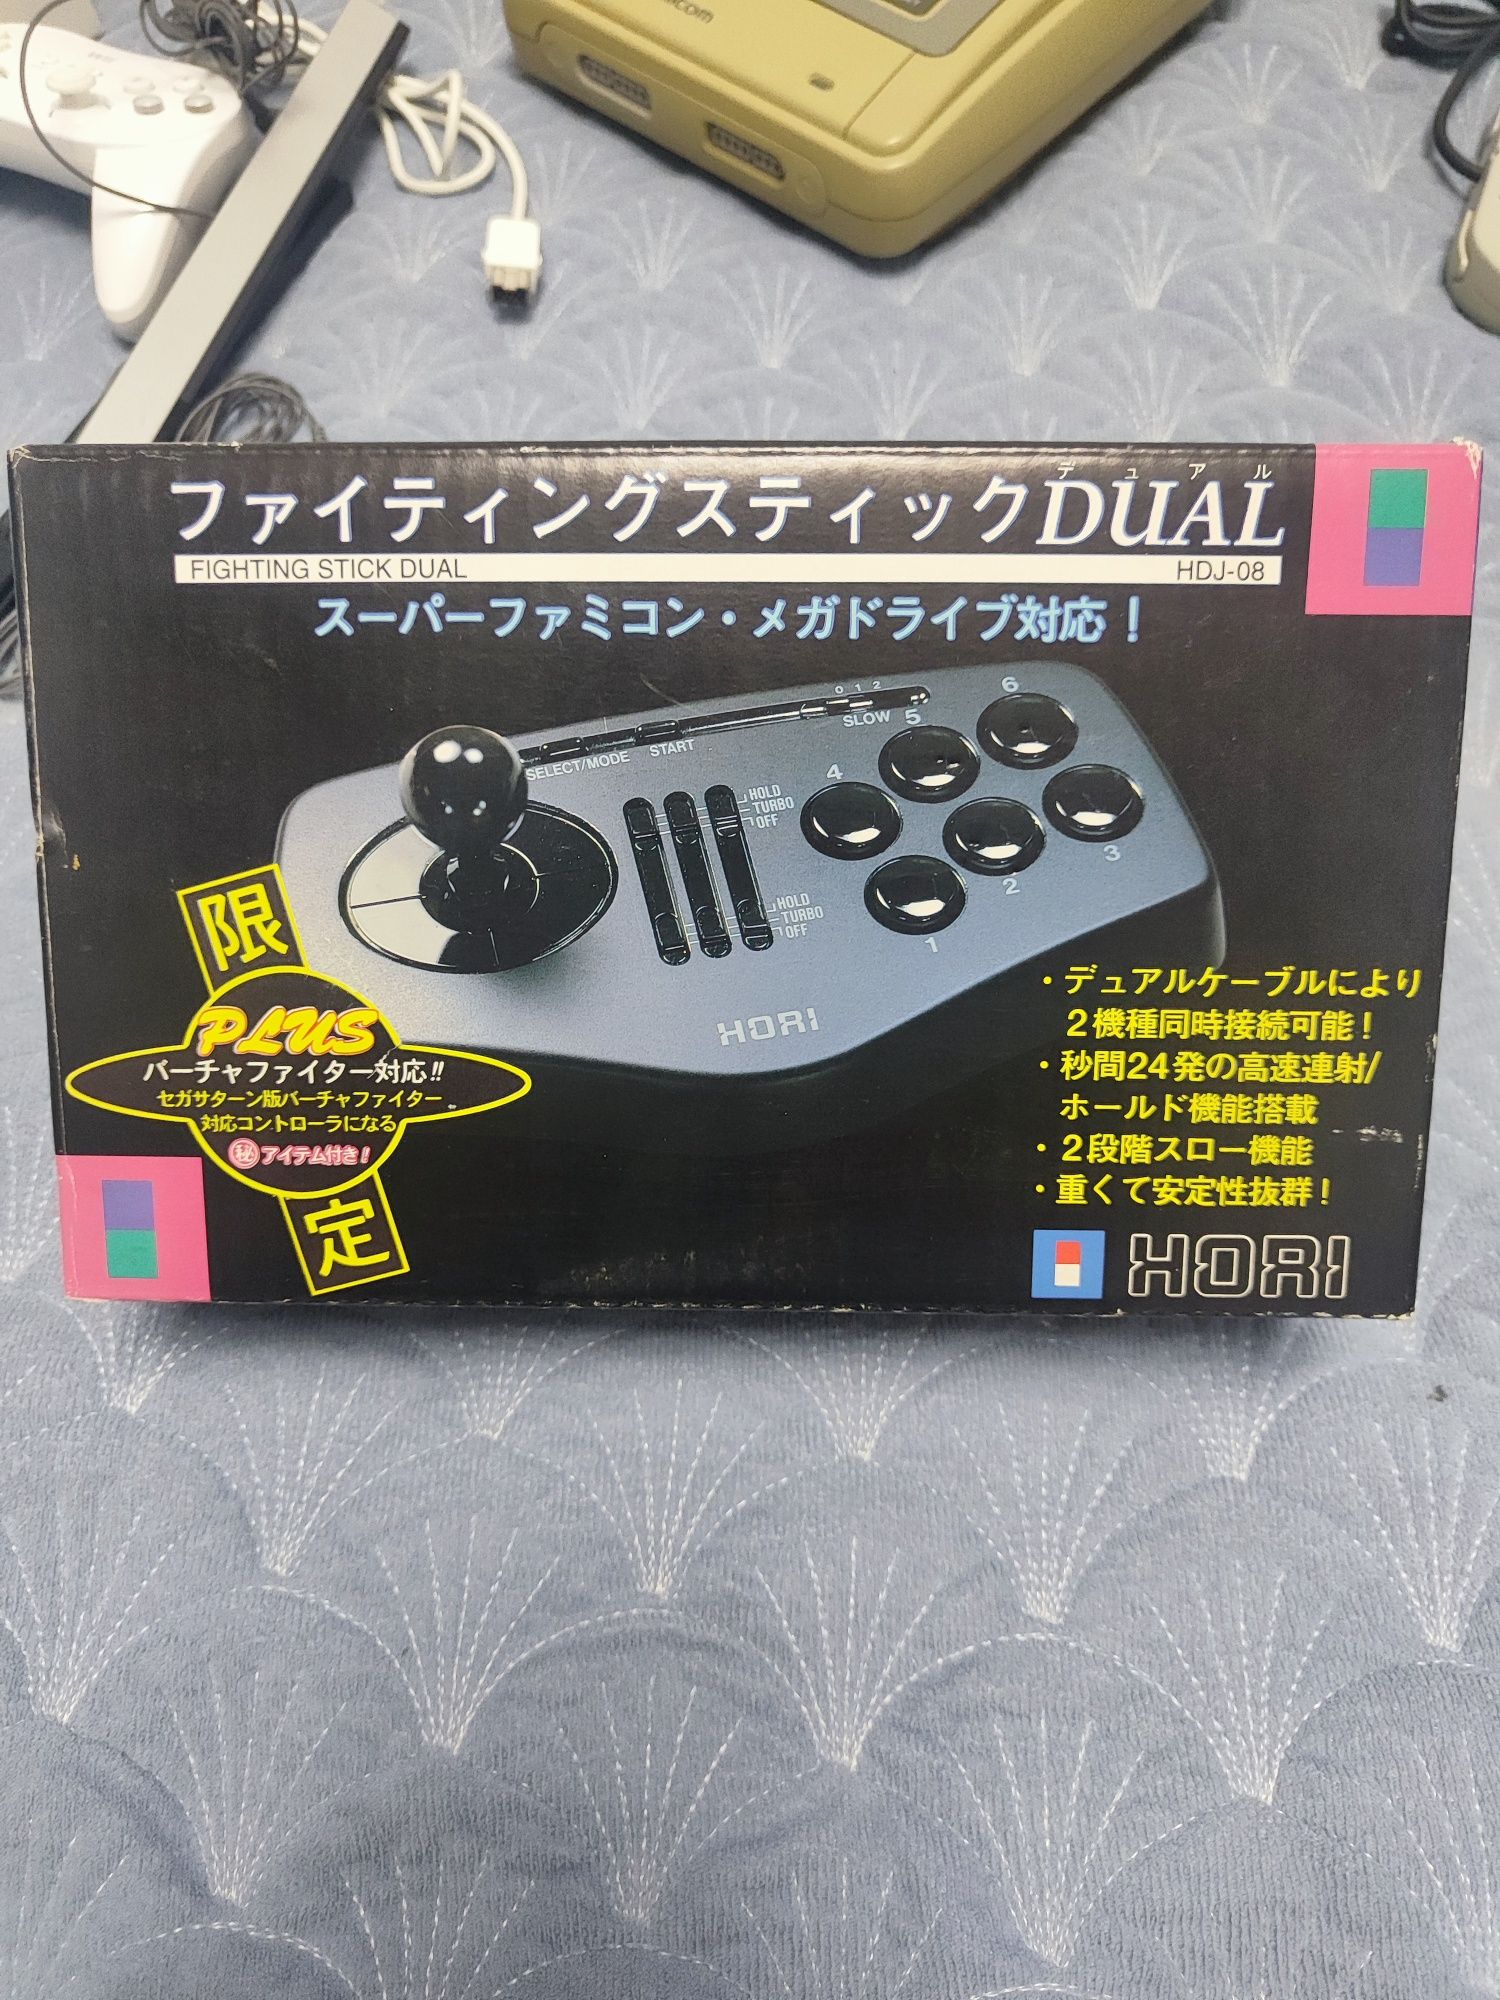 デュアル
ファイティングスティックDUAL
FIGHTING STICK DUAL HDJ-08
スーパーファミコン・メガドライブ対応！
0 1 2
SLOW
SELECT/MODE
START
6
5
4
3
2
1
HOLD
TURBO
OFF
HOLD
TURBO
OFF
HORI
限
PLUS
バーチャファイター対応!!
セガサターン版バーチャファイター
対応コントローラになる
㊙アイテム付き！
定
・デュアルケーブルにより
２機種同時接続可能！
・秒間24発の高速連射/
ホールド機能搭載
・２段階スロー機能
・重くて安定性抜群！
HORI